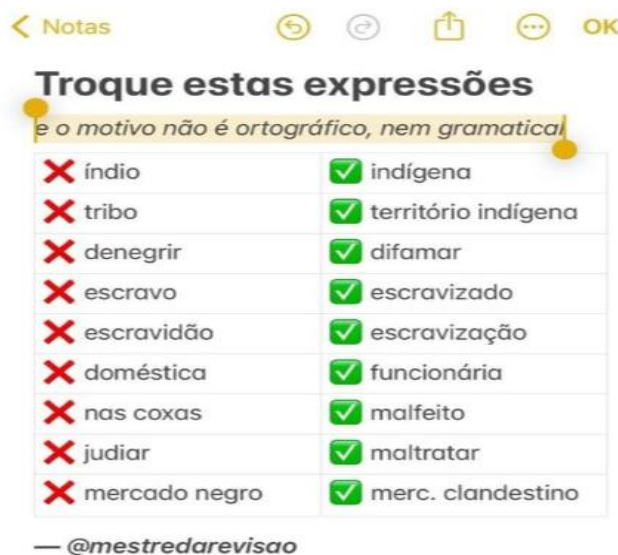 Notas OK
Troque estas expressões
e o motivo não é ortográfico, nem gramatical
índio indígena
tribo território indígena
denegrir difamar
escravo escravizado
escravidão escravização
doméstica funcionária
nas coxas malfeito
judiar maltratar
mercado negro merc. clandestino
— @mestredarevisao